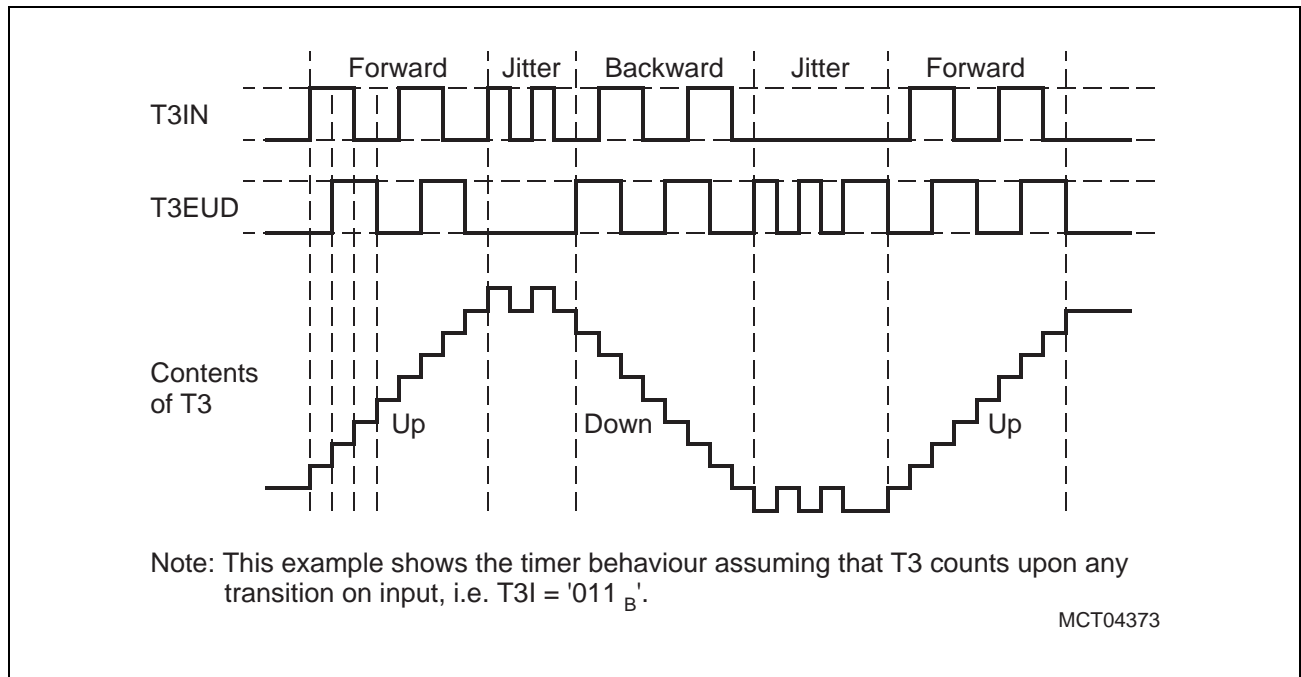 Forward Jitter Backward Jitter Forward
T3IN
T3EUD
Contents
of T3
Up Down Up
Note: This example shows the timer behaviour assuming that T3 counts upon any
transition on input, i.e. T3I = '011 B'.
MCT04373